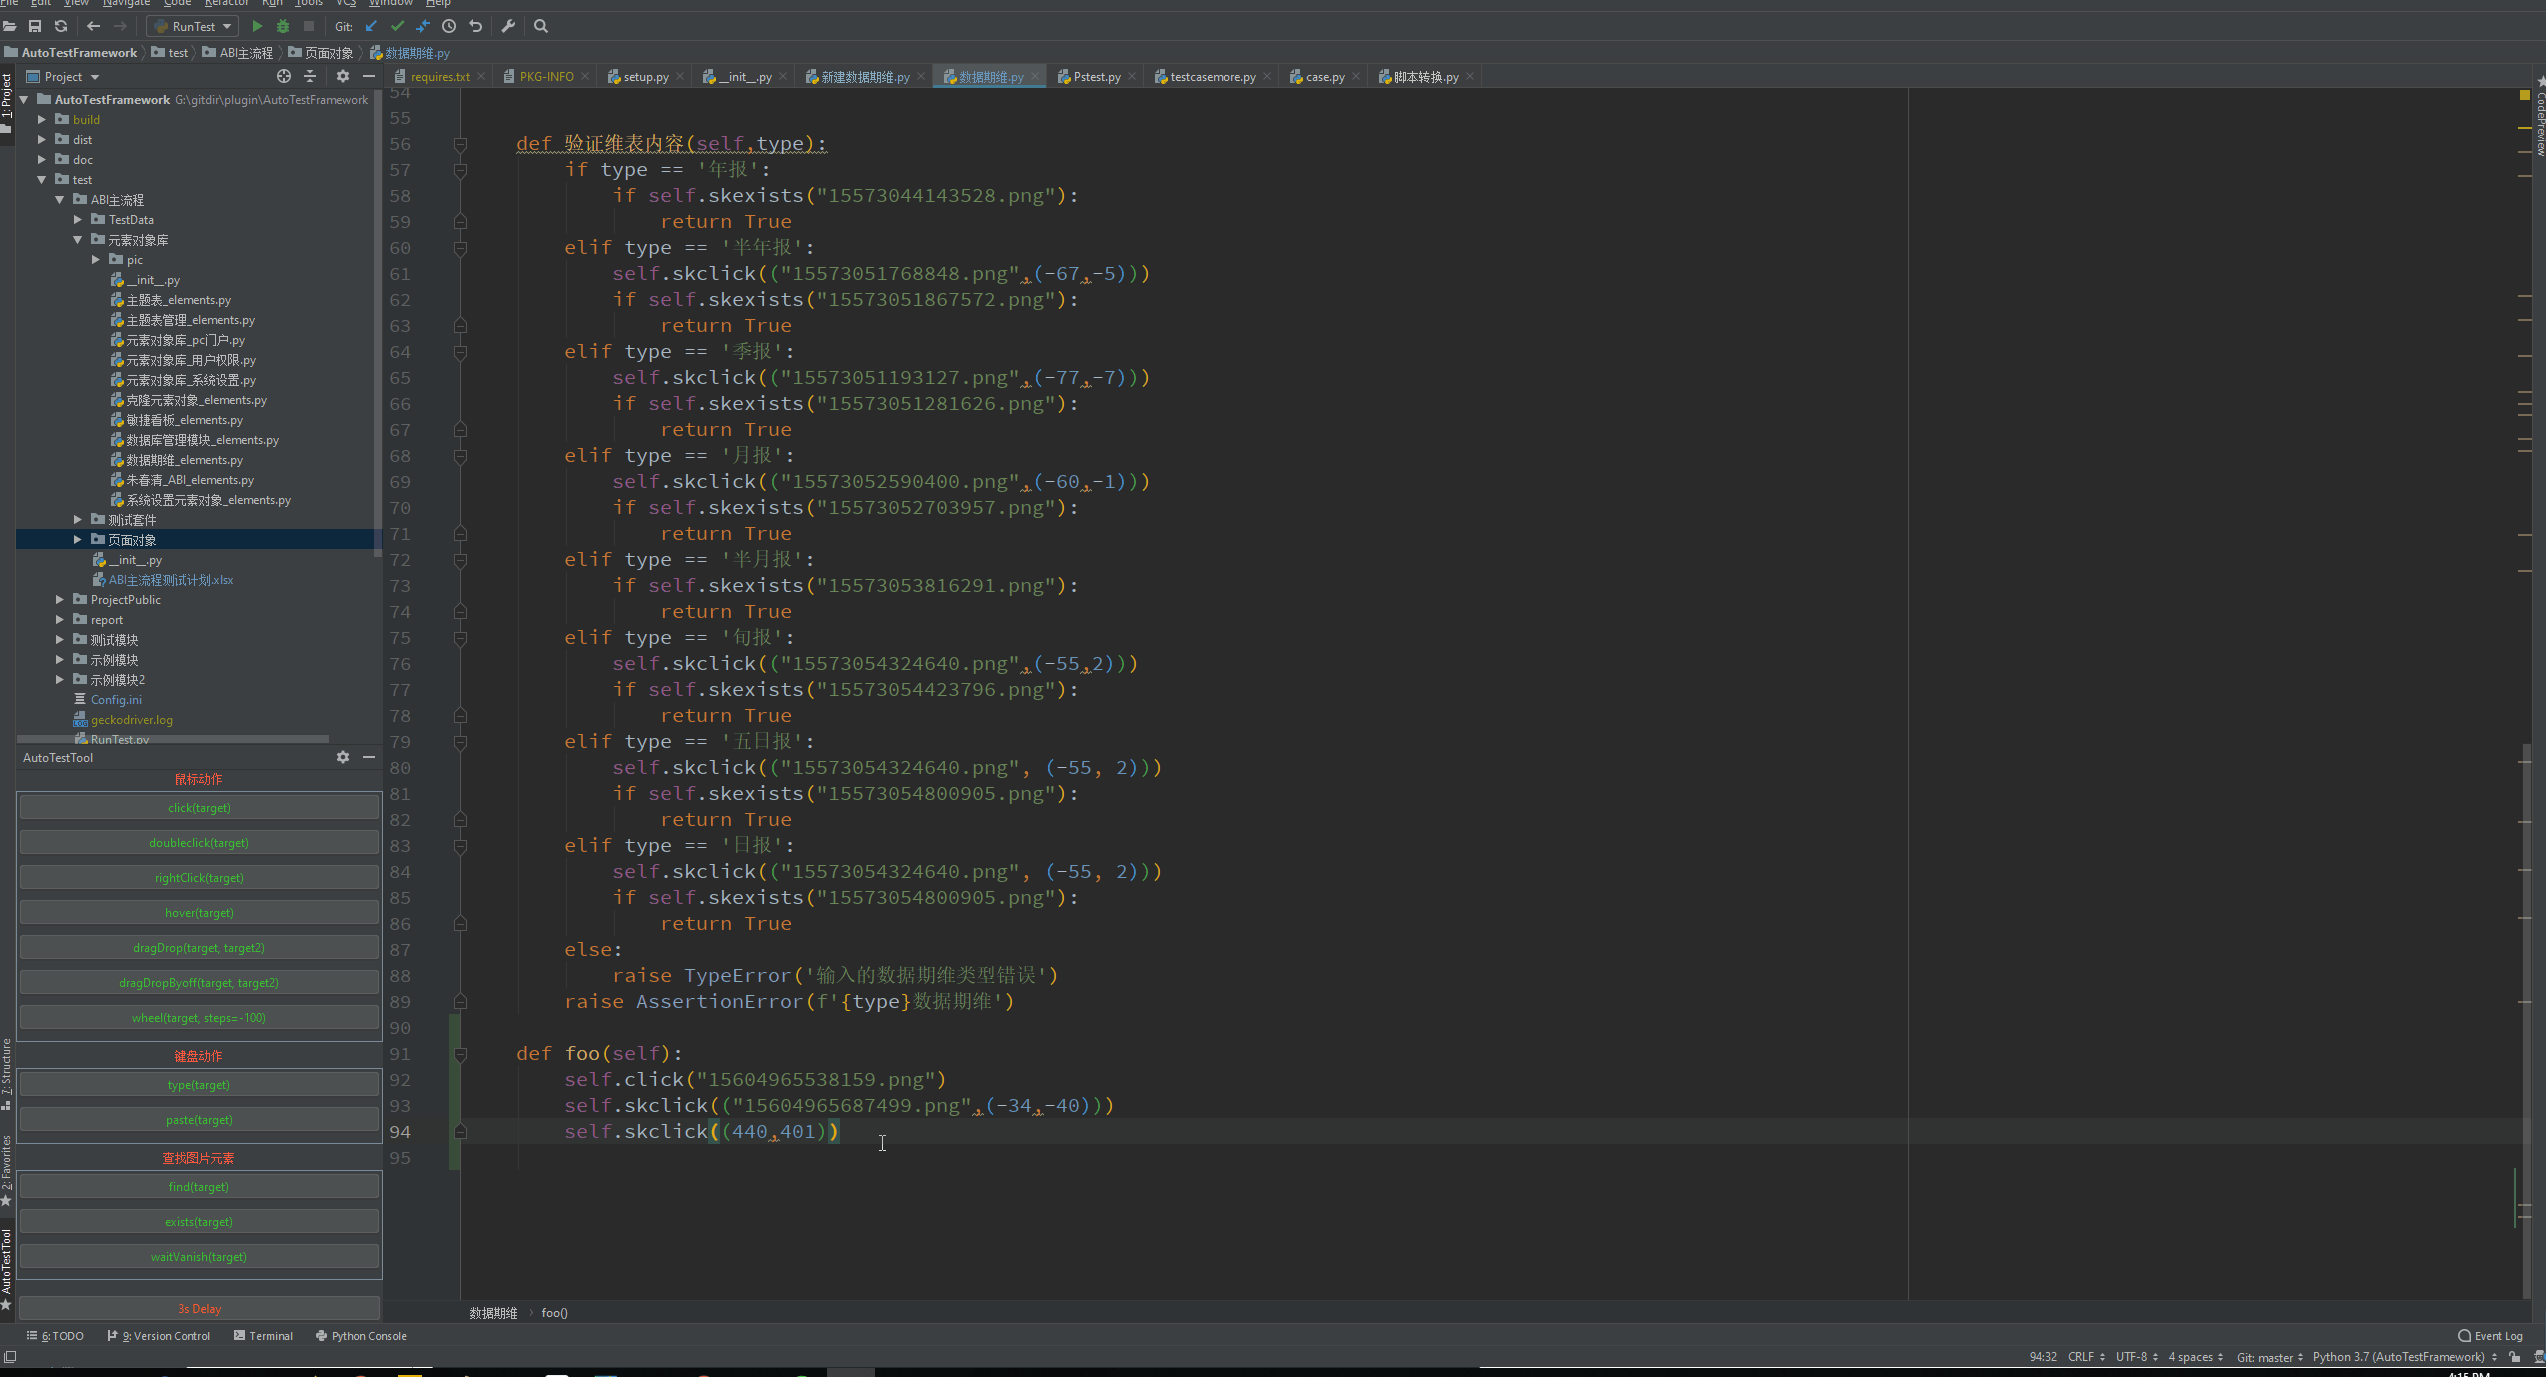 File Edit View Navigate Code Refactor Run Tools VCS Window Help
RunTest Git:
AutoTestFramework test ABI主流程 页面对象 数据期维.py
1: Project
Project
requires.txt PKG-INFO setup.py __init__.py 新建数据期维.py 数据期维.py Pstest.py testcasemore.py case.py 脚本转换.py
CodePreview
AutoTestFramework G:\gitdir\plugin\AutoTestFramework
build
dist
doc
test
ABI主流程
TestData
元素对象库
pic
__init__.py
主题表_elements.py
主题表管理_elements.py
元素对象库_pc门户.py
元素对象库_用户权限.py
元素对象库_系统设置.py
克隆元素对象_elements.py
敏捷看板_elements.py
数据库管理模块_elements.py
数据期维_elements.py
朱春清_ABI_elements.py
系统设置元素对象_elements.py
测试套件
页面对象
__init__.py
ABI主流程测试计划.xlsx
ProjectPublic
report
测试模块
示例模块
示例模块2
Config.ini
geckodriver.log
RunTest.py
AutoTestTool
鼠标动作
click(target)
doubleclick(target)
rightClick(target)
hover(target)
dragDrop(target, target2)
dragDropByoff(target, target2)
wheel(target, steps=-100)
键盘动作
type(target)
paste(target)
查找图片元素
find(target)
exists(target)
waitVanish(target)
3s Delay
7: Structure
2: Favorites
AutoTestTool
54
55
56 def 验证维表内容(self,type):
57 if type == '年报':
58 if self.skexists("15573044143528.png"):
59 return True
60 elif type == '半年报':
61 self.skclick(("15573051768848.png",(-67,-5)))
62 if self.skexists("15573051867572.png"):
63 return True
64 elif type == '季报':
65 self.skclick(("15573051193127.png",(-77,-7)))
66 if self.skexists("15573051281626.png"):
67 return True
68 elif type == '月报':
69 self.skclick(("15573052590400.png",(-60,-1)))
70 if self.skexists("15573052703957.png"):
71 return True
72 elif type == '半月报':
73 if self.skexists("15573053816291.png"):
74 return True
75 elif type == '旬报':
76 self.skclick(("15573054324640.png",(-55,2)))
77 if self.skexists("15573054423796.png"):
78 return True
79 elif type == '五日报':
80 self.skclick(("15573054324640.png", (-55, 2)))
81 if self.skexists("15573054800905.png"):
82 return True
83 elif type == '日报':
84 self.skclick(("15573054324640.png", (-55, 2)))
85 if self.skexists("15573054800905.png"):
86 return True
87 else:
88 raise TypeError('输入的数据期维类型错误')
89 raise AssertionError(f'{type}数据期维')
90
91 def foo(self):
92 self.click("15604965538159.png")
93 self.skclick(("15604965687499.png",(-34,-40)))
94 self.skclick((440,401))
95
数据期维 foo()
6: TODO 9: Version Control Terminal Python Console Event Log
94:32 CRLF UTF-8 4 spaces Git: master Python 3.7 (AutoTestFramework)
4:15 PM